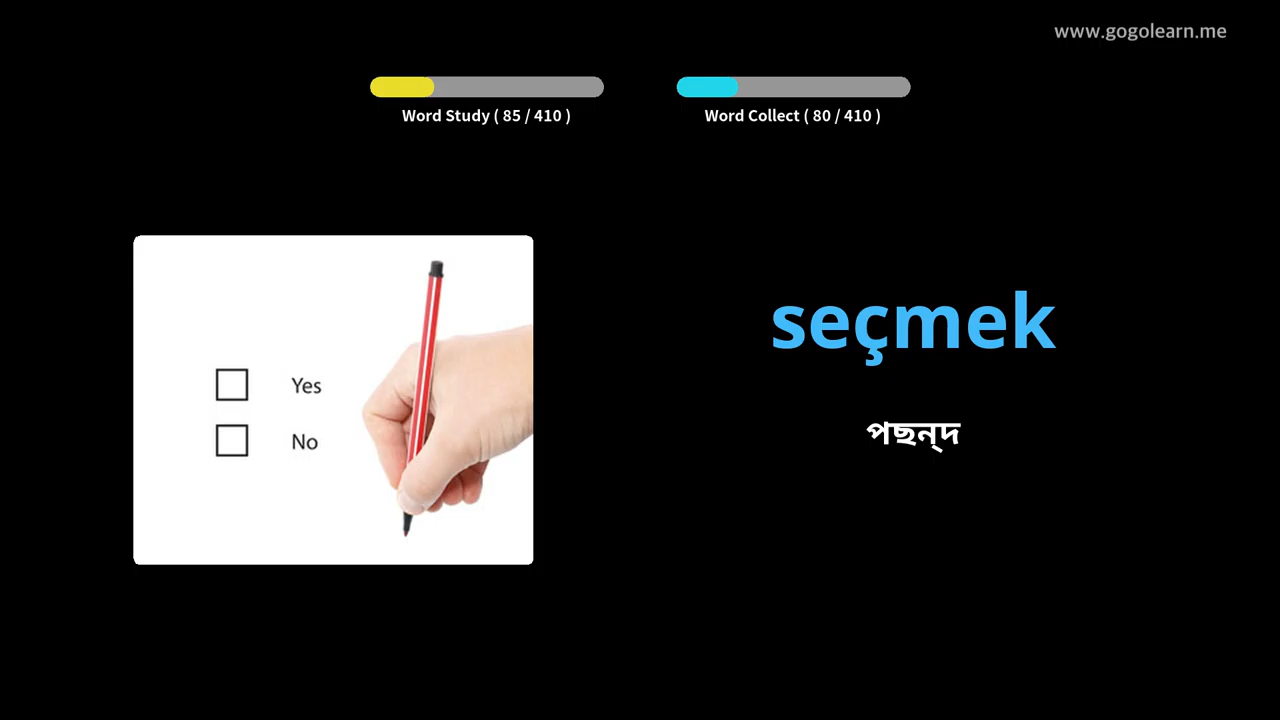 www.gogolearn.me
Word Study ( 85 / 410 )
Word Collect ( 80 / 410 )
Yes
No
seçmek
পছন্দ